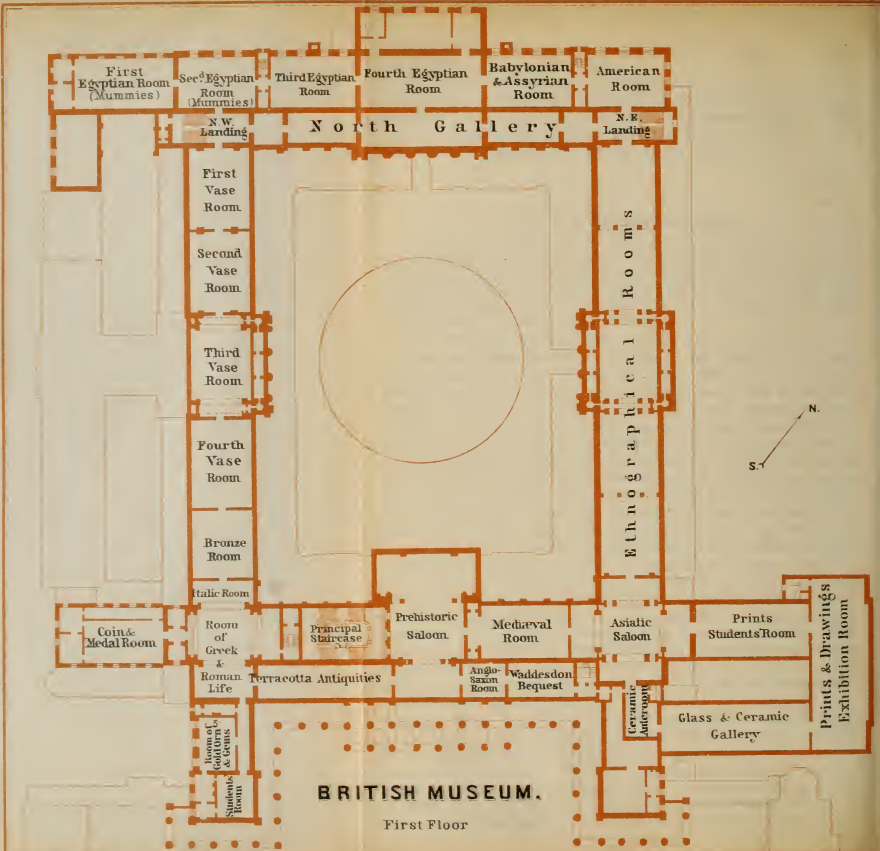 First
Egyptian Room
(Mummies)
Sec.d Egyptian
Room
(Mummies)
Third Egyptian
Room
Fourth Egyptian
Room
Babylonian
& Assyrian
Room
American
Room
N.W.
Landing
North Gallery
N.E.
Landing
First
Vase
Room
Second
Vase
Room
Third
Vase
Room
Fourth
Vase
Room
Bronze
Room
Italic Room
Ethnographical Rooms
N.
S.
Coin &
Medal Room
Room
of
Greek
&
Roman
Life
Principal
Staircase
Prehistoric
Saloon
Mediæval
Room
Asiatic
Saloon
Prints
Students' Room
Prints & Drawings
Exhibition Room
Terracotta Antiquities
Anglo-
Saxon
Room
Waddesdon
Bequest
Ceramic
Anteroom
Glass & Ceramic
Gallery
Room of
Gold Orn.ts
& Gems
Students'
Room
BRITISH MUSEUM.
First Floor